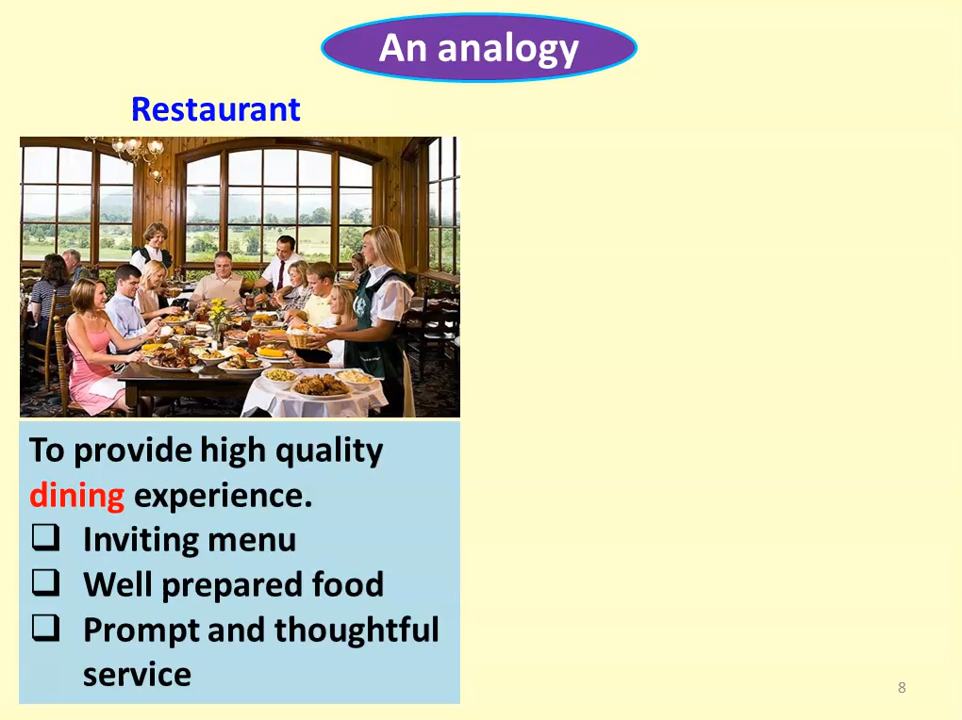 An analogy
Restaurant
To provide high quality
dining experience.
❑ Inviting menu
❑ Well prepared food
❑ Prompt and thoughtful
service
8